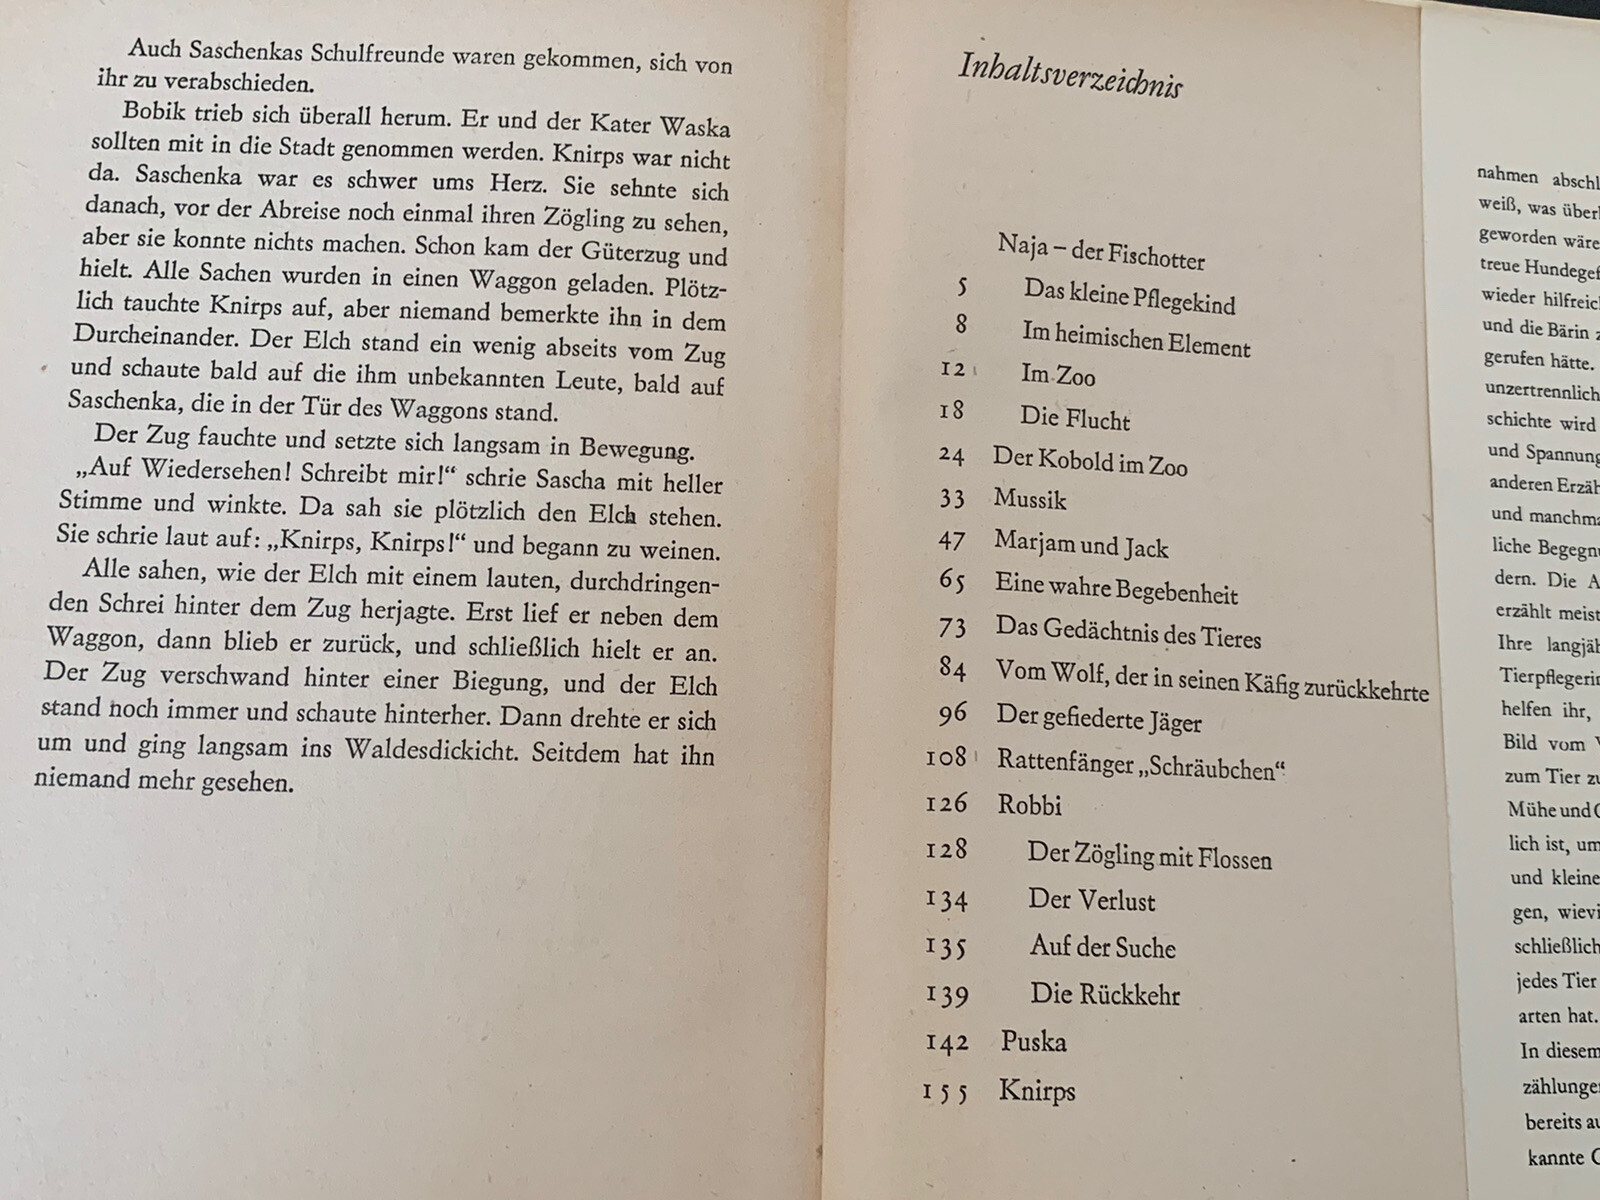 Auch Saschenkas Schulfreunde waren gekommen, sich von
ihr zu verabschieden.
Bobik trieb sich überall herum. Er und der Kater Waska
sollten mit in die Stadt genommen werden. Knirps war nicht
da. Saschenka war es schwer ums Herz. Sie sehnte sich
danach, vor der Abreise noch einmal ihren Zögling zu sehen,
aber sie konnte nichts machen. Schon kam der Güterzug und
hielt. Alle Sachen wurden in einen Waggon geladen. Plötz-
lich tauchte Knirps auf, aber niemand bemerkte ihn in dem
Durcheinander. Der Elch stand ein wenig abseits vom Zug
und schaute bald auf die ihm unbekannten Leute, bald auf
Saschenka, die in der Tür des Waggons stand.
Der Zug fauchte und setzte sich langsam in Bewegung.
„Auf Wiedersehen! Schreibt mir!“ schrie Sascha mit heller
Stimme und winkte. Da sah sie plötzlich den Elch stehen.
Sie schrie laut auf: „Knirps, Knirps!“ und begann zu weinen.
Alle sahen, wie der Elch mit einem lauten, durchdringen-
den Schrei hinter dem Zug herjagte. Erst lief er neben dem
Waggon, dann blieb er zurück, und schließlich hielt er an.
Der Zug verschwand hinter einer Biegung, und der Elch
stand noch immer und schaute hinterher. Dann drehte er sich
um und ging langsam ins Waldesdickicht. Seitdem hat ihn
niemand mehr gesehen.
Inhaltsverzeichnis
Naja – der Fischotter
5 Das kleine Pflegekind
8 Im heimischen Element
12 Im Zoo
18 Die Flucht
24 Der Kobold im Zoo
33 Mussik
47 Marjam und Jack
65 Eine wahre Begebenheit
73 Das Gedächtnis des Tieres
84 Vom Wolf, der in seinen Käfig zurückkehrte
96 Der gefiederte Jäger
108 Rattenfänger „Schräubchen“
126 Robbi
128 Der Zögling mit Flossen
134 Der Verlust
135 Auf der Suche
139 Die Rückkehr
142 Puska
155 Knirps
nahmen
weiß, was
geworden wäre
treue
wieder
und die Bärin
gerufen hätte.
unzertrennlich
schichte wird
und Spannung
anderen
und
liche
dern. Die
erzählt meist
Ihre
Tierpflegerin
helfen ihr,
Bild vom
zum Tier
Mühe und
lich ist, um
und kleine
gen,
schließlich
jedes Tier
arten hat.
In diesem
bereits
kannte